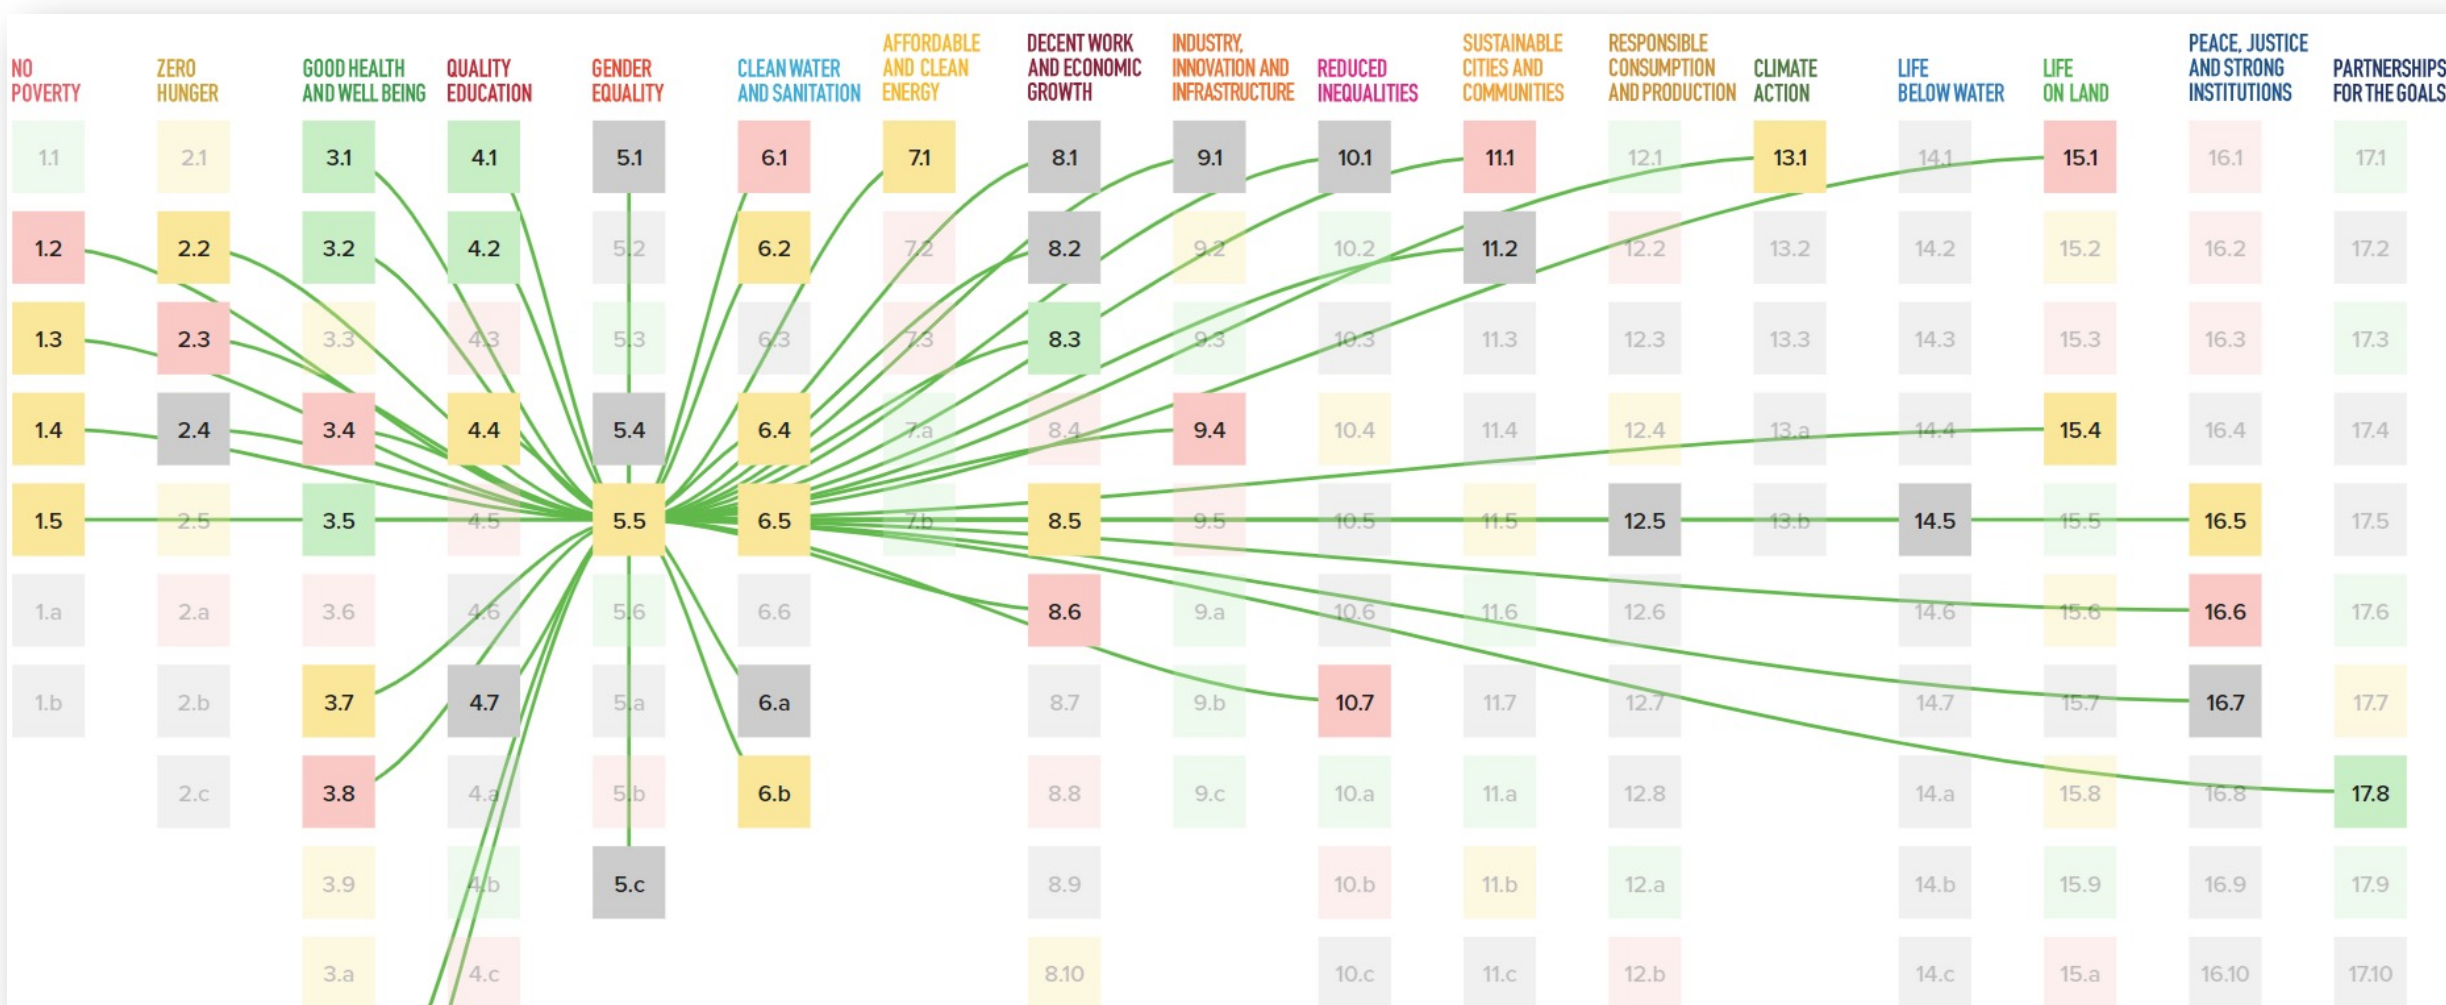 NO POVERTY
ZERO HUNGER
GOOD HEALTH AND WELL BEING
QUALITY EDUCATION
GENDER EQUALITY
CLEAN WATER AND SANITATION
AFFORDABLE AND CLEAN ENERGY
DECENT WORK AND ECONOMIC GROWTH
INDUSTRY, INNOVATION AND INFRASTRUCTURE
REDUCED INEQUALITIES
SUSTAINABLE CITIES AND COMMUNITIES
RESPONSIBLE CONSUMPTION AND PRODUCTION
CLIMATE ACTION
LIFE BELOW WATER
LIFE ON LAND
PEACE, JUSTICE AND STRONG INSTITUTIONS
PARTNERSHIPS FOR THE GOALS
1.1 2.1 3.1 4.1 5.1 6.1 7.1 8.1 9.1 10.1 11.1 12.1 13.1 14.1 15.1 16.1 17.1
1.2 2.2 3.2 4.2 5.2 6.2 7.2 8.2 9.2 10.2 11.2 12.2 13.2 14.2 15.2 16.2 17.2
1.3 2.3 3.3 4.3 5.3 6.3 7.3 8.3 9.3 10.3 11.3 12.3 13.3 14.3 15.3 16.3 17.3
1.4 2.4 3.4 4.4 5.4 6.4 7.a 8.4 9.4 10.4 11.4 12.4 13.a 14.4 15.4 16.4 17.4
1.5 2.5 3.5 4.5 5.5 6.5 7.b 8.5 9.5 10.5 11.5 12.5 13.b 14.5 15.5 16.5 17.5
1.a 2.a 3.6 4.6 5.6 6.6 8.6 9.a 10.6 11.6 12.6 14.6 15.6 16.6 17.6
1.b 2.b 3.7 4.7 5.a 6.a 8.7 9.b 10.7 11.7 12.7 14.7 15.7 16.7 17.7
2.c 3.8 4.a 5.b 6.b 8.8 9.c 10.a 11.a 12.8 14.a 15.8 16.8 17.8
3.9 4.b 5.c 8.9 10.b 11.b 12.a 14.b 15.9 16.9 17.9
3.a 4.c 8.10 10.c 11.c 12.b 14.c 15.a 16.10 17.10